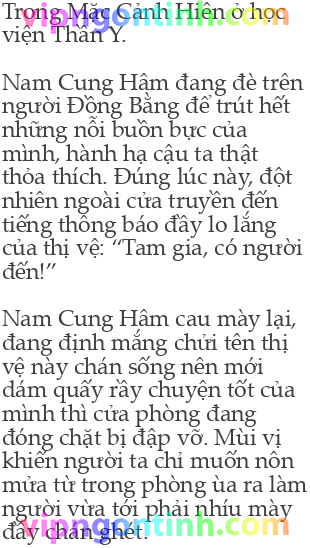 Trong Mặc Cảnh Hiển ở học
viện Thần Y.
Nam Cung Hâm đang đè trên
người Đồng Bằng để trút hết
những nỗi buồn bực của
mình, hành hạ cậu ta thật
thỏa thích. Đúng lúc này, đột
nhiên ngoài cửa truyền đến
tiếng thông báo đầy lo lắng
của thị vệ: “Tam gia, có người
đến!”
Nam Cung Hâm cau mày lại,
đang định mắng chửi tên thị
vệ này chán sống nên mới
dám quấy rầy chuyện tốt của
mình thì cửa phòng đang
đóng chặt bị đập vỡ. Mùi vị
khiến người ta chỉ muốn nôn
mửa từ trong phòng ùa ra làm
người vừa tới phải nhíu mày
đầy chán ghét.
vipngontinh.com
vipngontinh.com